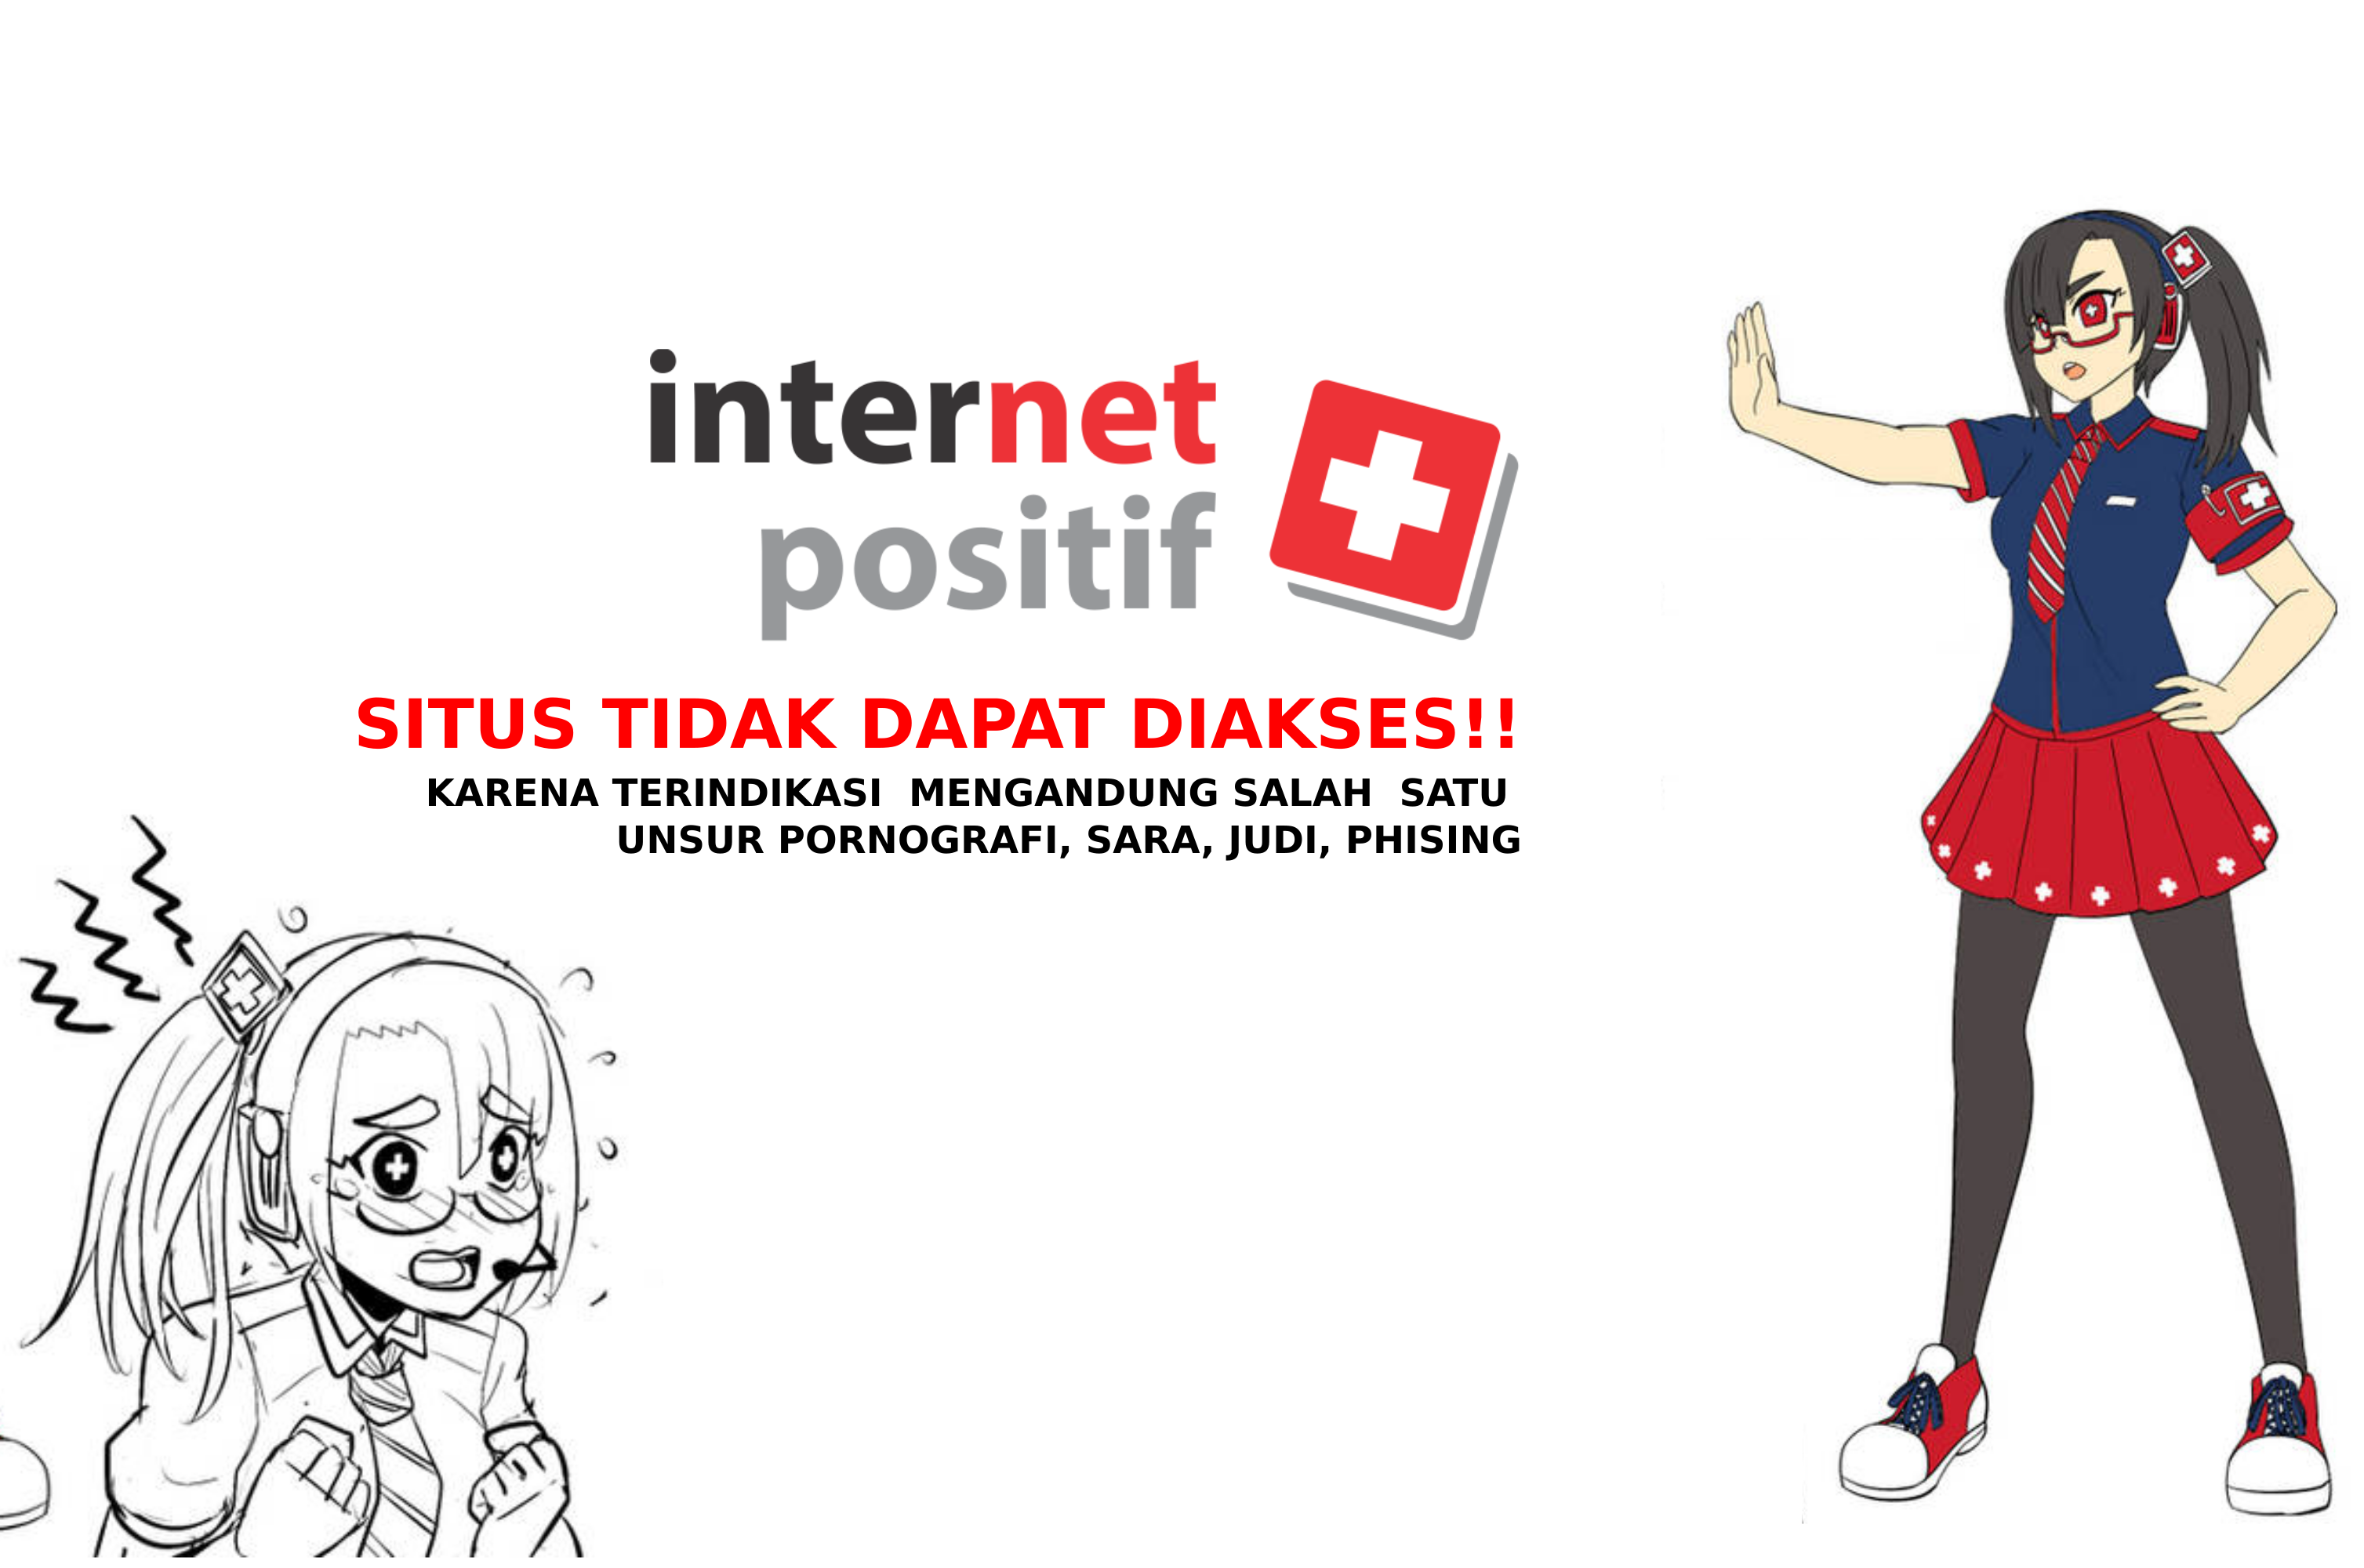 internet
positif
SITUS TIDAK DAPAT DIAKSES!!
KARENA TERINDIKASI MENGANDUNG SALAH SATU
UNSUR PORNOGRAFI, SARA, JUDI, PHISING